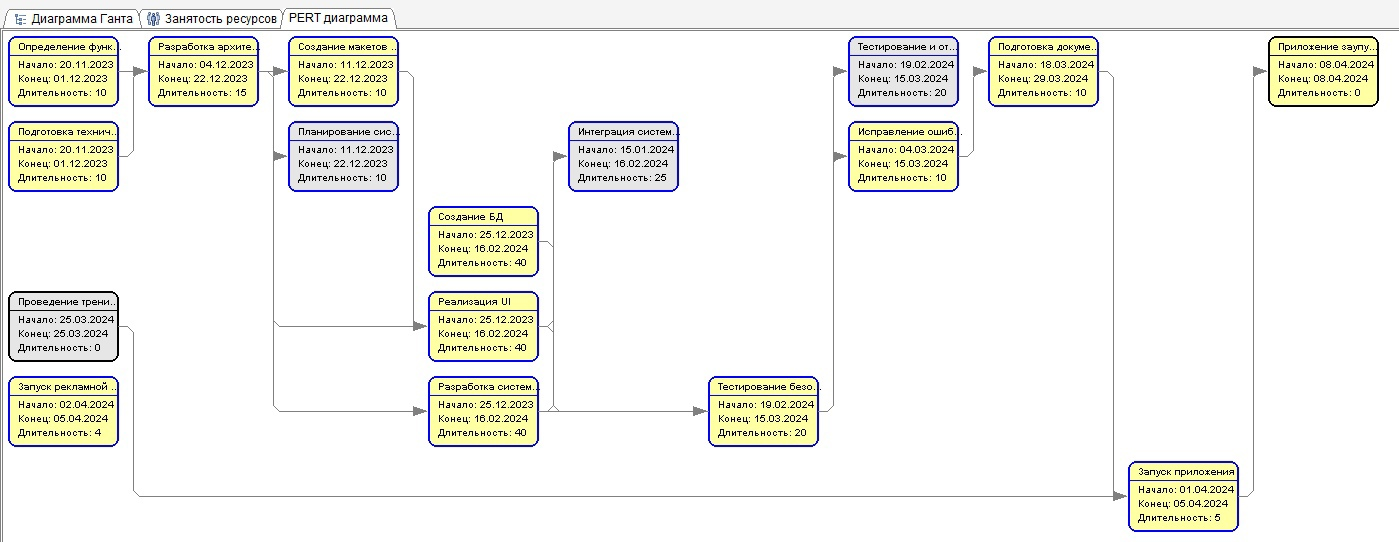 Диаграмма Ганта
Занятость ресурсов
PERT диаграмма
Определение функ...
Начало: 20.11.2023
Конец: 01.12.2023
Длительность: 10
Разработка архите...
Начало: 04.12.2023
Конец: 22.12.2023
Длительность: 15
Создание макетов ...
Начало: 11.12.2023
Конец: 22.12.2023
Длительность: 10
Тестирование и от...
Начало: 19.02.2024
Конец: 15.03.2024
Длительность: 20
Подготовка докуме...
Начало: 18.03.2024
Конец: 29.03.2024
Длительность: 10
Приложение заупу...
Начало: 08.04.2024
Конец: 08.04.2024
Длительность: 0
Подготовка технич...
Начало: 20.11.2023
Конец: 01.12.2023
Длительность: 10
Планирование сис...
Начало: 11.12.2023
Конец: 22.12.2023
Длительность: 10
Интеграция систем...
Начало: 15.01.2024
Конец: 16.02.2024
Длительность: 25
Исправление ошиб...
Начало: 04.03.2024
Конец: 15.03.2024
Длительность: 10
Создание БД
Начало: 25.12.2023
Конец: 16.02.2024
Длительность: 40
Проведение трени...
Начало: 25.03.2024
Конец: 25.03.2024
Длительность: 0
Реализация UI
Начало: 25.12.2023
Конец: 16.02.2024
Длительность: 40
Запуск рекламной ...
Начало: 02.04.2024
Конец: 05.04.2024
Длительность: 4
Разработка систем...
Начало: 25.12.2023
Конец: 16.02.2024
Длительность: 40
Тестирование безо...
Начало: 19.02.2024
Конец: 15.03.2024
Длительность: 20
Запуск приложения
Начало: 01.04.2024
Конец: 05.04.2024
Длительность: 5